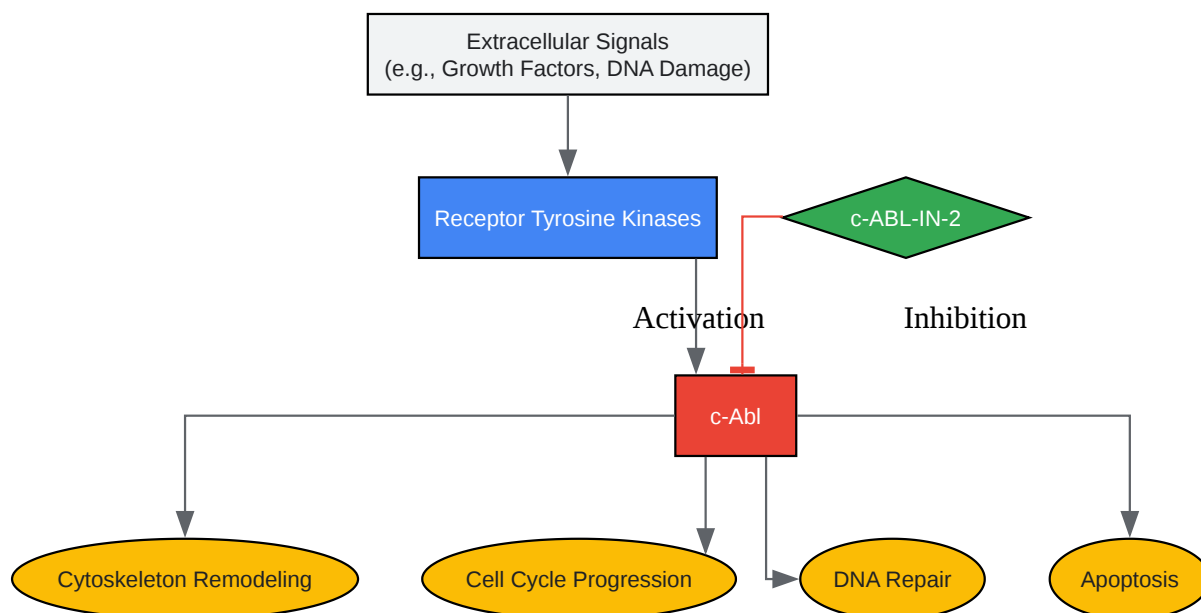 Extracellular Signals
(e.g., Growth Factors, DNA Damage)
Receptor Tyrosine Kinases
c-ABL-IN-2
Activation
Inhibition
c-Abl
Cytoskeleton Remodeling
Cell Cycle Progression
DNA Repair
Apoptosis